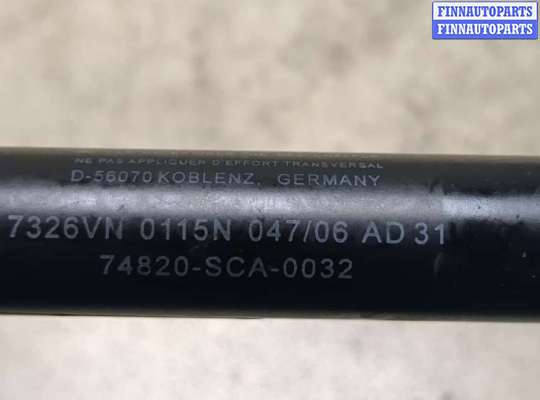 FINNAUTOPARTS
FINNAUTOPARTS
NE PAS APPLIQUER D'EFFORT TRANSVERSAL
D-56070 KOBLENZ, GERMANY
7326VN 0115N 047/06 AD 31
74820-SCA-0032